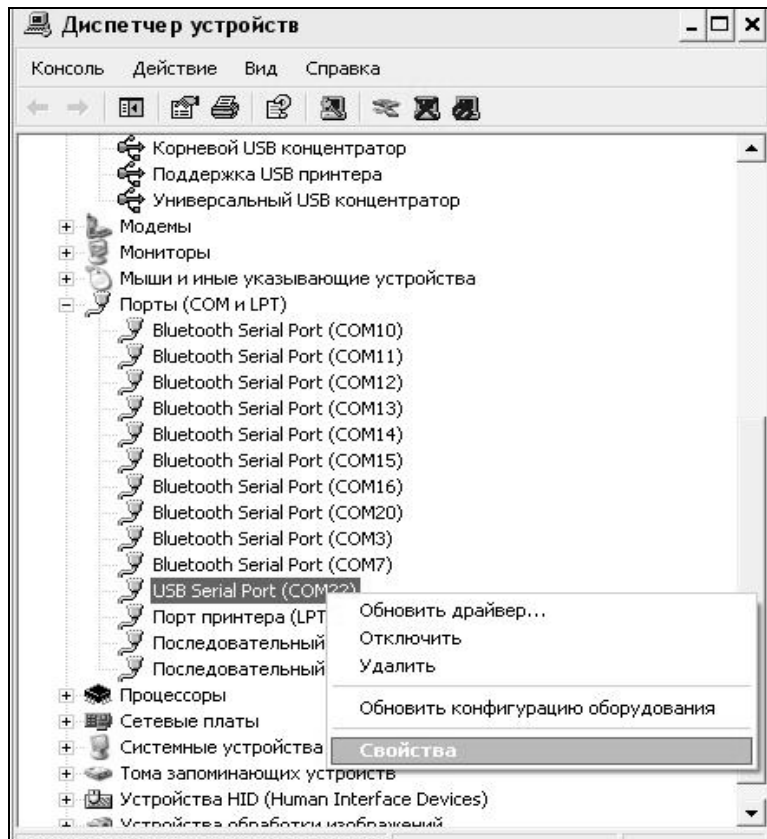 Диспетчер устройств
Консоль Действие Вид Справка
Корневой USB концентратор
Поддержка USB принтера
Универсальный USB концентратор
Модемы
Мониторы
Мыши и иные указывающие устройства
Порты (COM и LPT)
Bluetooth Serial Port (COM10)
Bluetooth Serial Port (COM11)
Bluetooth Serial Port (COM12)
Bluetooth Serial Port (COM13)
Bluetooth Serial Port (COM14)
Bluetooth Serial Port (COM15)
Bluetooth Serial Port (COM16)
Bluetooth Serial Port (COM20)
Bluetooth Serial Port (COM3)
Bluetooth Serial Port (COM7)
USB Serial Port
Порт принтера (LPT
Последовательный
Последовательный
Обновить драйвер...
Отключить
Удалить
Обновить конфигурацию оборудования
Свойства
Процессоры
Сетевые платы
Системные устройства
Тома запоминающих устройств
Устройства HID (Human Interface Devices)
Устройства обработки изображений